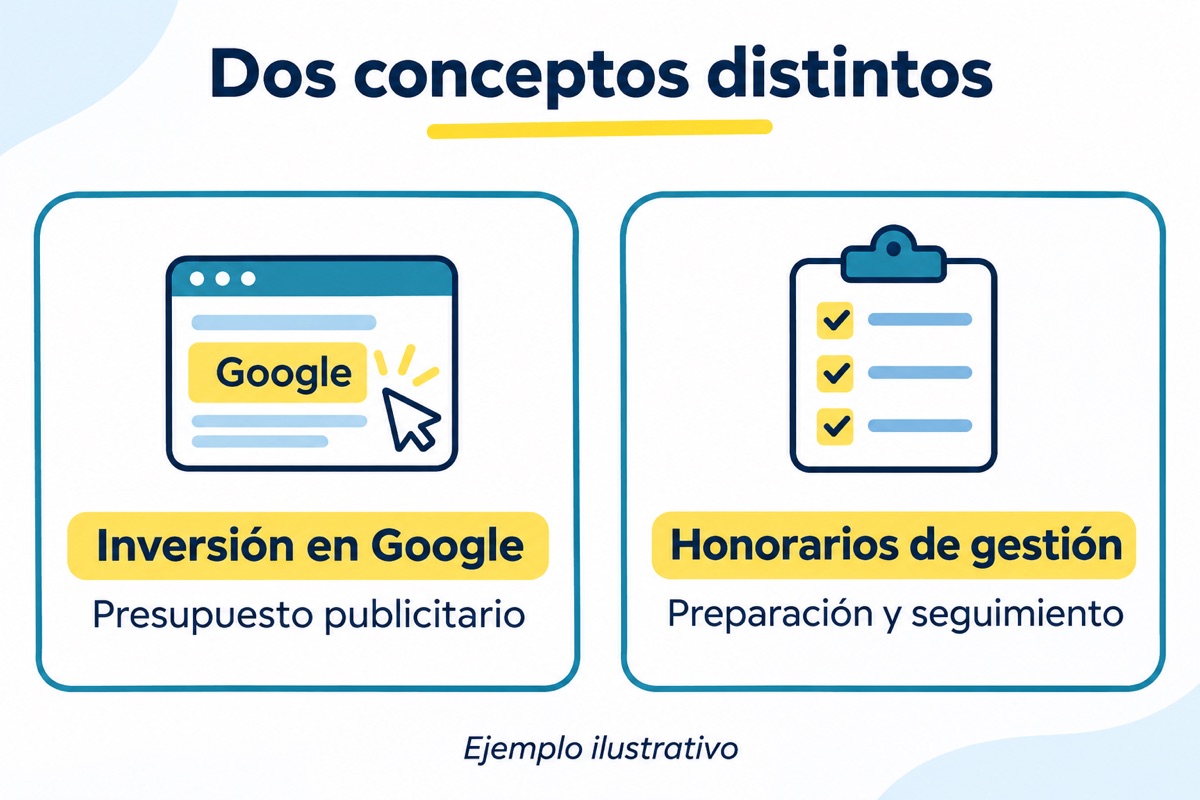 Dos conceptos distintos
Google
Inversión en Google
Presupuesto publicitario
Honorarios de gestión
Preparación y seguimiento
Ejemplo ilustrativo